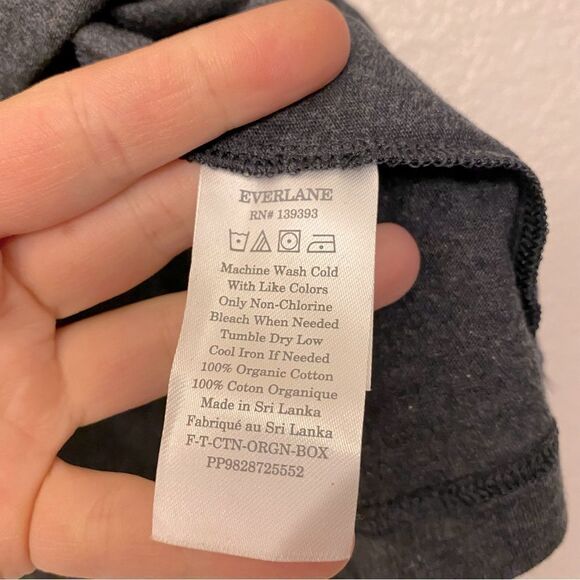 EVERLANE
RN# 139393
Machine Wash Cold
With Like Colors
Only Non-Chlorine
Bleach When Needed
Tumble Dry Low
Cool Iron If Needed
100% Organic Cotton
100% Coton Organique
Made in Sri Lanka
Fabriqué au Sri Lanka
F-T-CTN-ORGN-BOX
PP9828725552